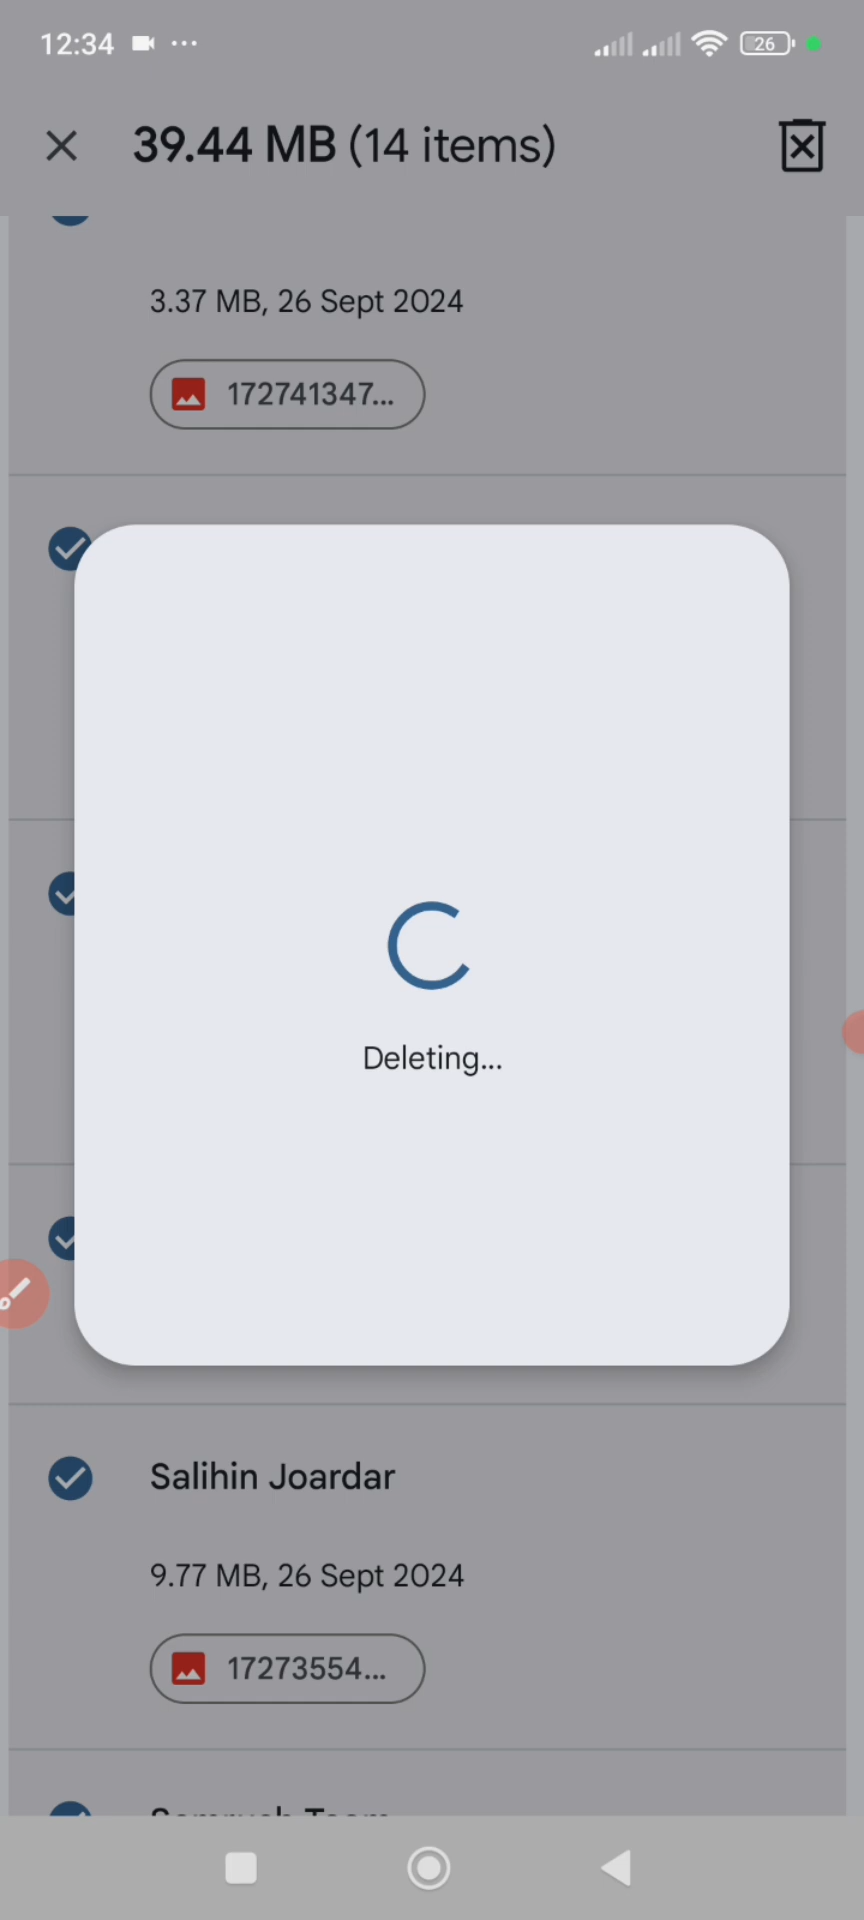 12:34
26
39.44 MB (14 items)
3.37 MB, 26 Sept 2024
172741347...
Deleting...
Salihin Joardar
9.77 MB, 26 Sept 2024
17273554...